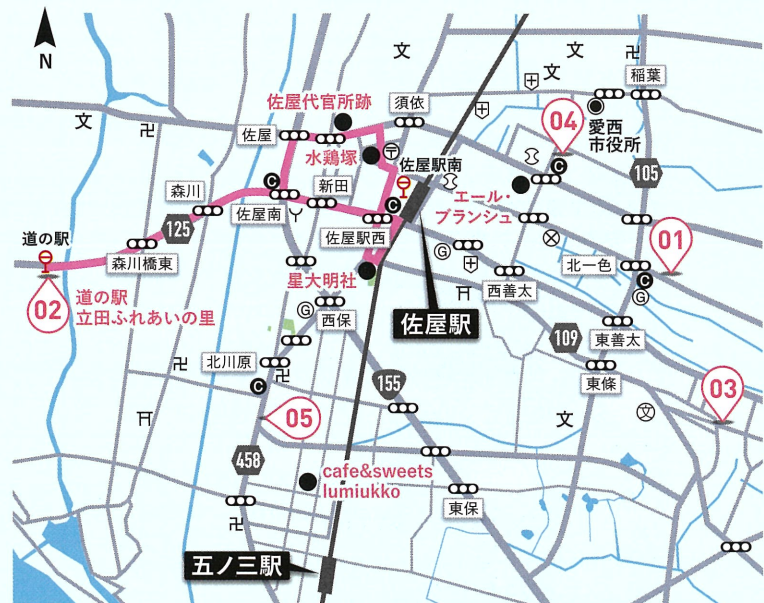 N
文
文
卍
文
稲葉
須依
佐屋代官所跡
佐屋
文
卍
愛西
市役所
04
水鶏塚
〒
佐屋駅南
C
C
105
新田
エール・
ブランシュ
森川
佐屋南
C
125
佐屋駅西
道の駅
森川橋東
G
北一色
01
C
02
道の駅
立田ふれあいの里
星大明社
西善太
G
佐屋駅
G
西保
109
東善太
卍
北川原
卍
155
東條
03
C
05
文
文
458
cafe&sweets
lumiukko
卍
東保
五ノ三駅